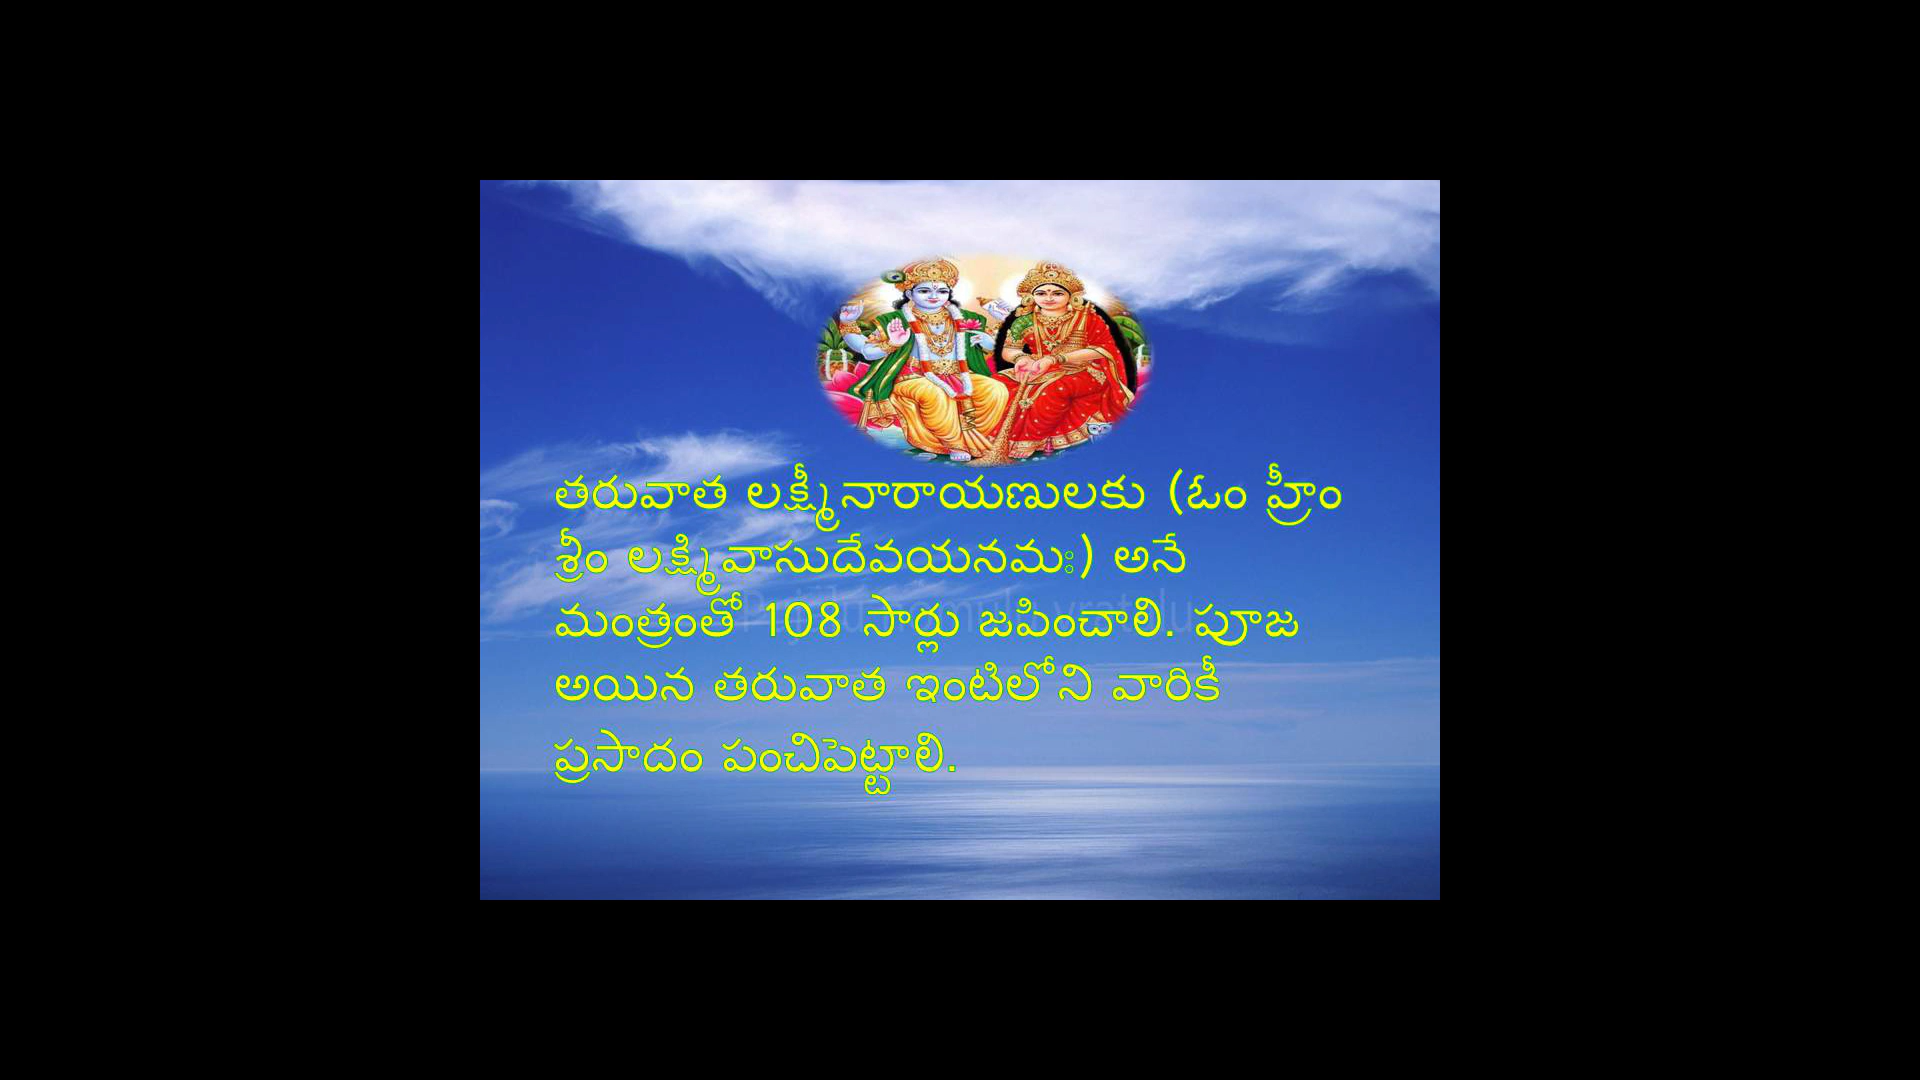 తరువాత లక్ష్మీనారాయణులకు (ఓం హ్రీం
శ్రీం లక్ష్మివాసుదేవయనమః) అనే
మంత్రంతో 108 సార్లు జపించాలి. పూజ
అయిన తరువాత ఇంటిలోని వారికీ
ప్రసాదం పంచిపెట్టాలి.